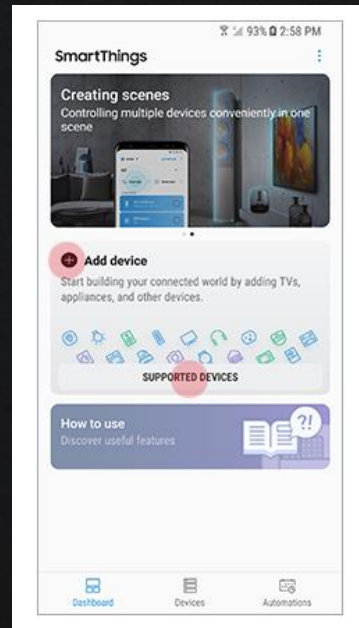 93% 2:58 PM
SmartThings
Creating scenes
Controlling multiple devices conveniently in one
scene
Add device
Start building your connected world by adding TVs,
appliances, and other devices.
SUPPORTED DEVICES
How to use
Discover useful features
?!
Dashboard Devices Automations